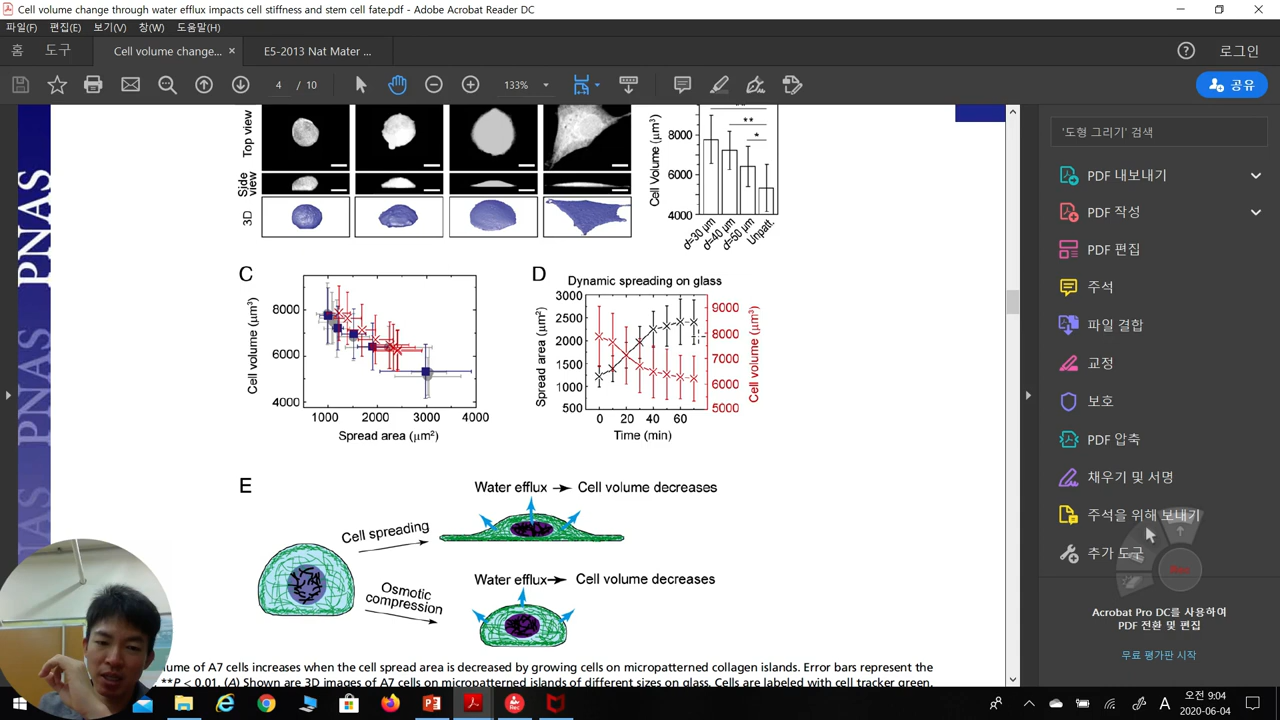 Cell volume change through water efflux impacts cell stiffness and stem cell fate.pdf - Adobe Acrobat Reader DC
파일(F) 편집(E) 보기(V) 창(W) 도움말(H)
홈 도구 Cell volume change... × E5-2013 Nat Mater ... 로그인
4 / 10 133% 공유
'도형 그리기' 검색
PDF 내보내기
PDF 작성
PDF 편집
주석
파일 결합
교정
보호
PDF 압축
채우기 및 서명
주석을 위해 보내기
추가 도구
Stop
Acrobat Pro DC를 사용하여
PDF 전환 및 편집
무료 평가판 시작
PNAS
PNAS
PNAS
Top view
Side view
3D
Cell Volume (μm³)
8000
6000
4000
**
**
*
d=30 μm
d=40 μm
d=50 μm
Unpatt.
C
Cell volume (μm³)
8000
6000
4000
1000 2000 3000 4000
Spread area (μm²)
D
Dynamic spreading on glass
Spread area (μm²)
3000
2500
2000
1500
1000
500
9000
8000
7000
6000
5000
Cell volume (μm³)
0 20 40 60
Time (min)
E
Water efflux → Cell volume decreases
Cell spreading
Water efflux → Cell volume decreases
Osmotic
compression
ume of A7 cells increases when the cell spread area is decreased by growing cells on micropatterned collagen islands. Error bars represent the
**P < 0.01. (A) Shown are 3D images of A7 cells on micropatterned islands of different sizes on glass. Cells are labeled with cell tracker green,
A
오전 9:04
2020-06-04